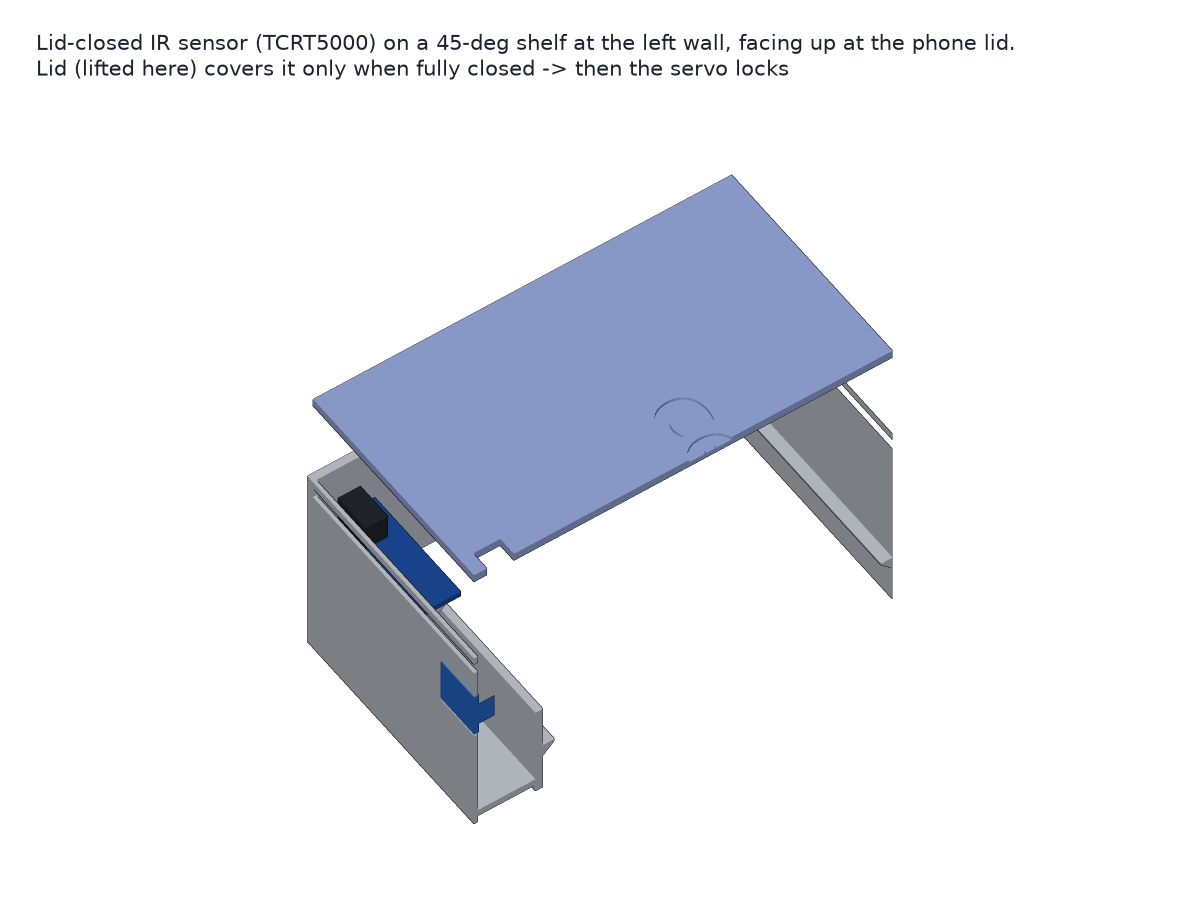 Lid-closed IR sensor (TCRT5000) on a 45-deg shelf at the left wall, facing up at the phone lid.
Lid (lifted here) covers it only when fully closed -> then the servo locks